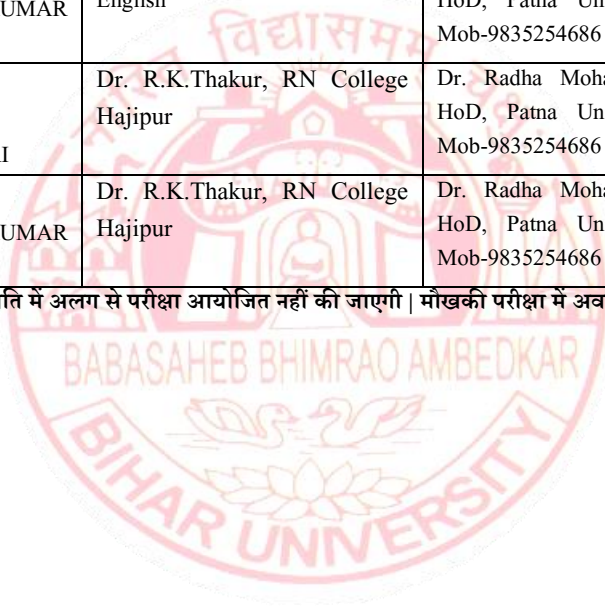 UMAR
English
HoD, Patna Un
Mob-9835254686
Dr. R.K.Thakur, RN College
Hajipur
I
Dr. Radha Moha
HoD, Patna Un
Mob-9835254686
UMAR
Dr. R.K.Thakur, RN College
Hajipur
Dr. Radha Moha
HoD, Patna Un
Mob-9835254686
ति में अलग से परीक्षा आयोजित नहीं की जाएगी | मौखकी परीक्षा में अव
विद्यासमम
BABASAHEB BHIMRAO AMBEDKAR
BIHAR UNIVERSITY